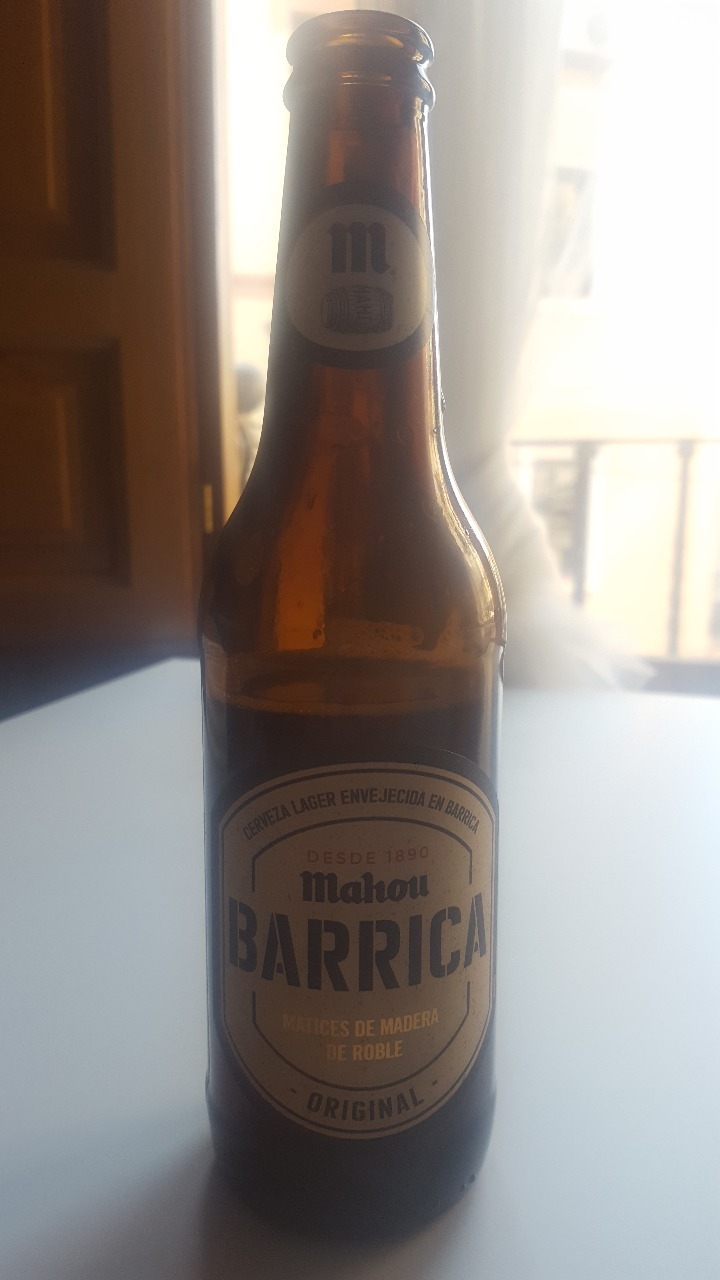 m
CERVEZA LAGER ENVEJECIDA EN BARRICA
DESDE 1890
Mahou
BARRICA
MATICES DE MADERA
DE ROBLE
- ORIGINAL -